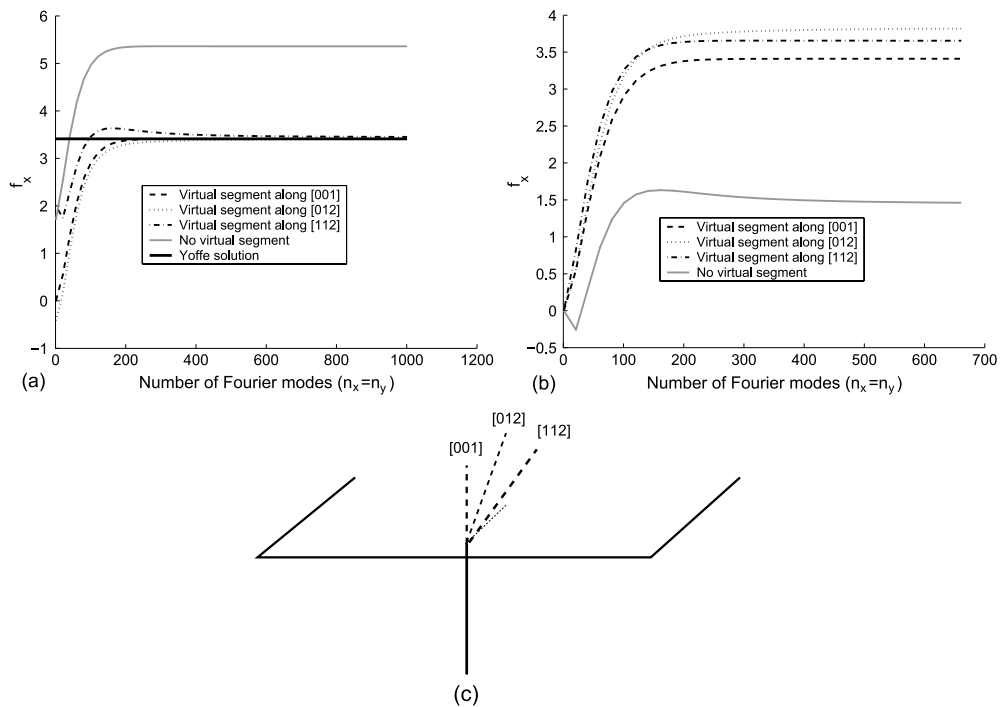 6
5
4
3
2
1
0
−1
f_x
0
200
400
600
800
1000
1200
Virtual segment along [001]
Virtual segment along [012]
Virtual segment along [112]
No virtual segment
Yoffe solution
(a)
Number of Fourier modes (n_x=n_y)
4
3.5
3
2.5
2
1.5
1
0.5
0
−0.5
f_x
0
100
200
300
400
500
600
700
Virtual segment along [001]
Virtual segment along [012]
Virtual segment along [112]
No virtual segment
(b)
Number of Fourier modes (n_x=n_y)
[001]
[012]
[112]
(c)